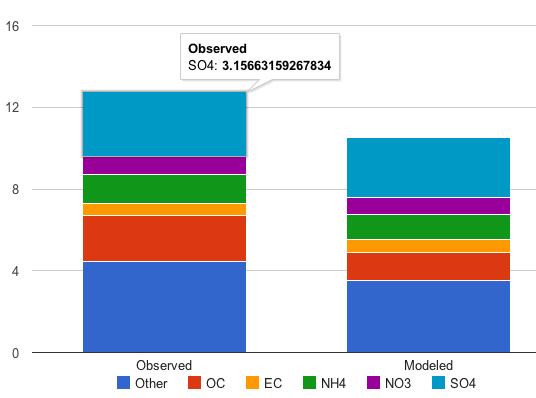 16
Observed
SO4: 3.15663159267834
12
8
4
0
Observed Modeled
Other OC EC NH4 NO3 SO4